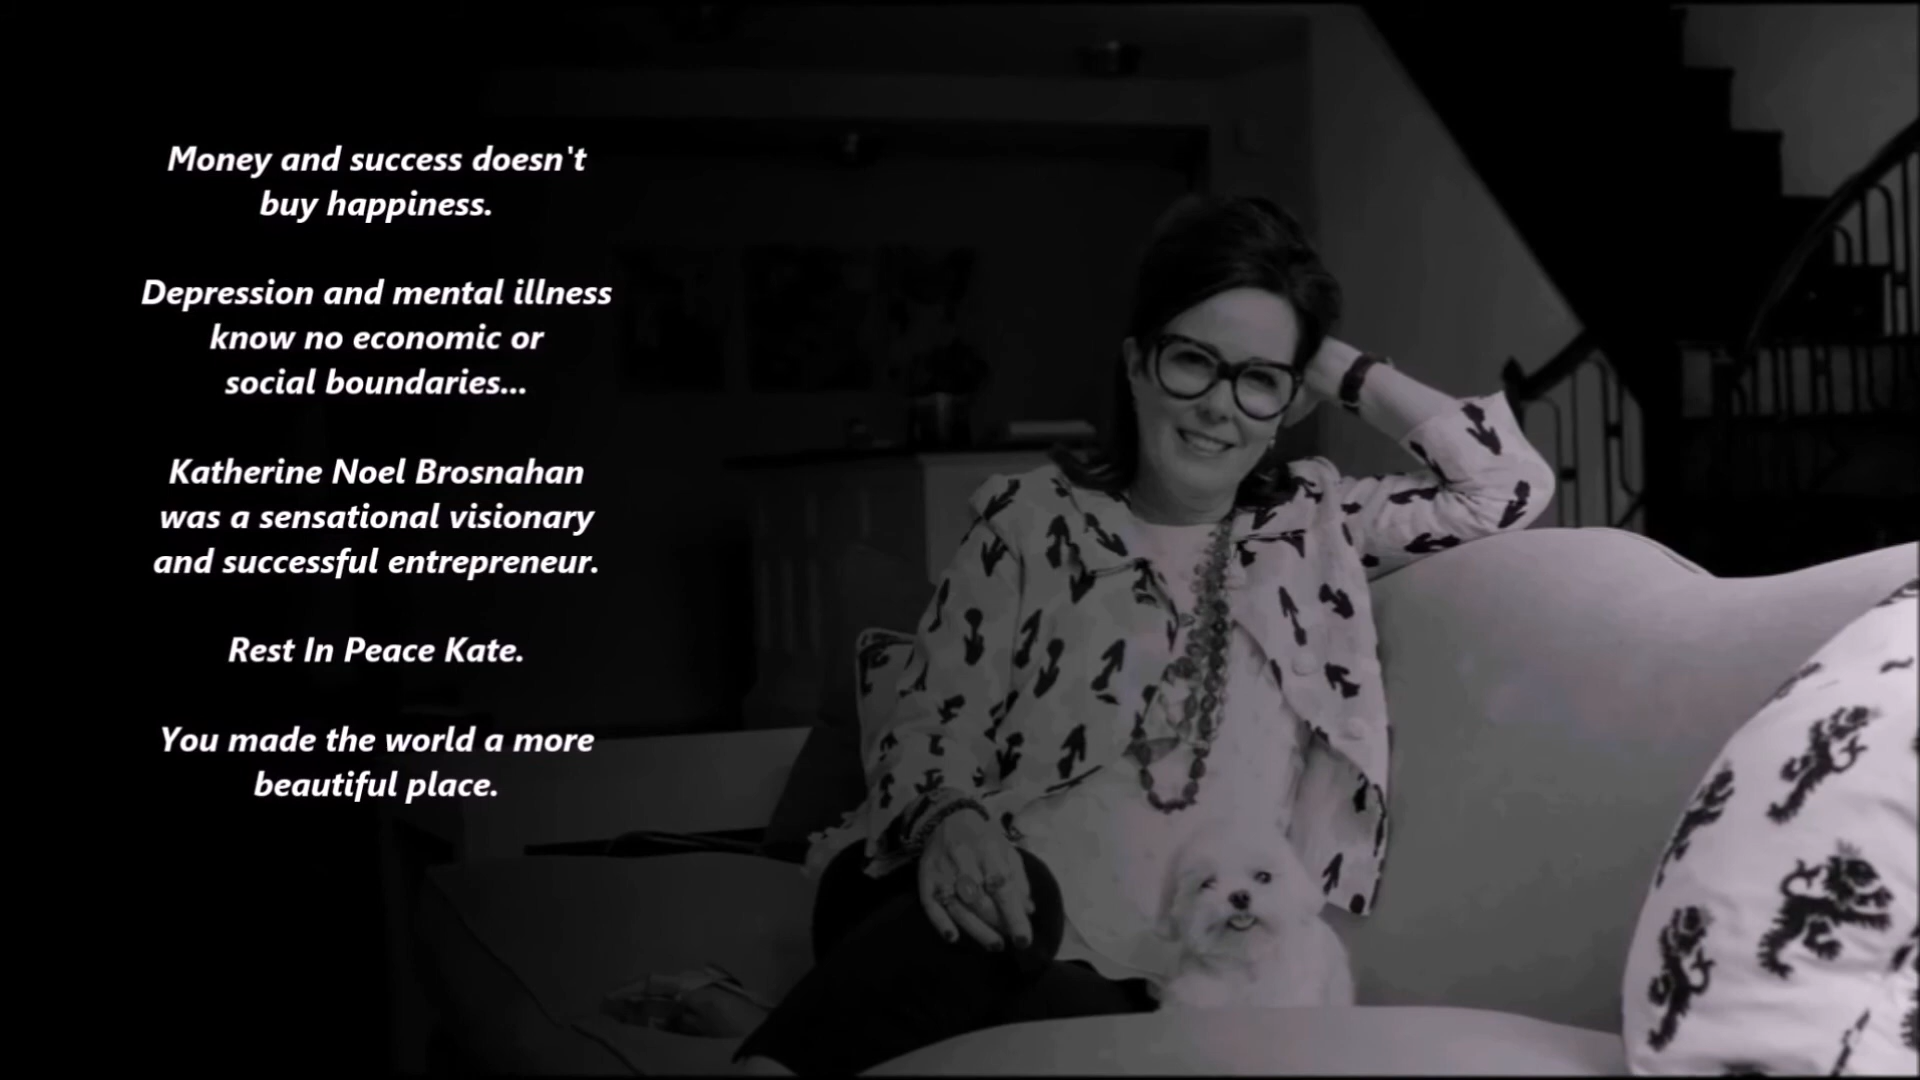 Money and success doesn't
buy happiness.
Depression and mental illness
know no economic or
social boundaries...
Katherine Noel Brosnahan
was a sensational visionary
and successful entrepreneur.
Rest In Peace Kate.
You made the world a more
beautiful place.